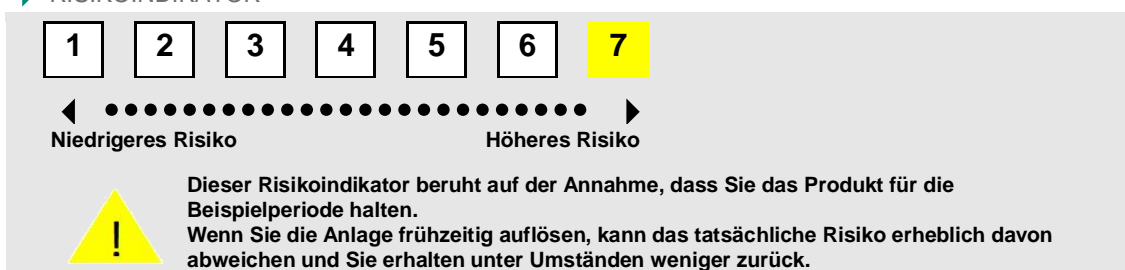 RISIKOINDIKATOR
1 2 3 4 5 6 7
Niedrigeres Risiko Höheres Risiko
Dieser Risikoindikator beruht auf der Annahme, dass Sie das Produkt für die
Beispielperiode halten.
Wenn Sie die Anlage frühzeitig auflösen, kann das tatsächliche Risiko erheblich davon
abweichen und Sie erhalten unter Umständen weniger zurück.
!